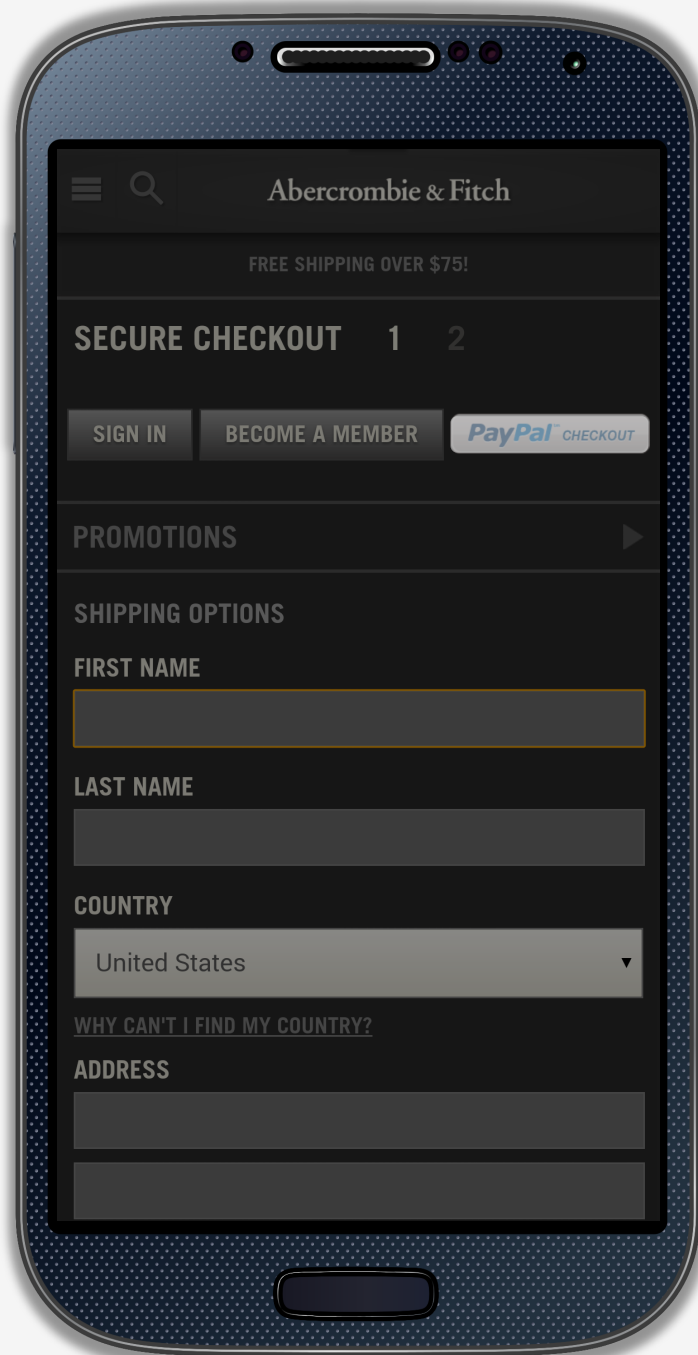 Abercrombie & Fitch
FREE SHIPPING OVER $75!
SECURE CHECKOUT 1 2
SIGN IN BECOME A MEMBER PayPal™ CHECKOUT
PROMOTIONS
SHIPPING OPTIONS
FIRST NAME
LAST NAME
COUNTRY
United States
WHY CAN'T I FIND MY COUNTRY?
ADDRESS